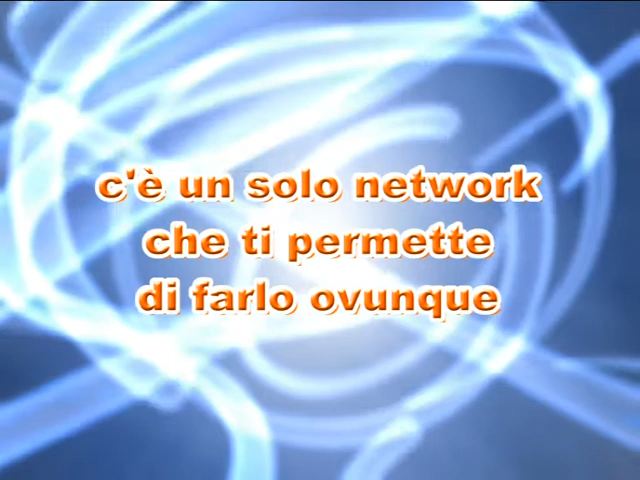 c'è un solo network
che ti permette
di farlo ovunque